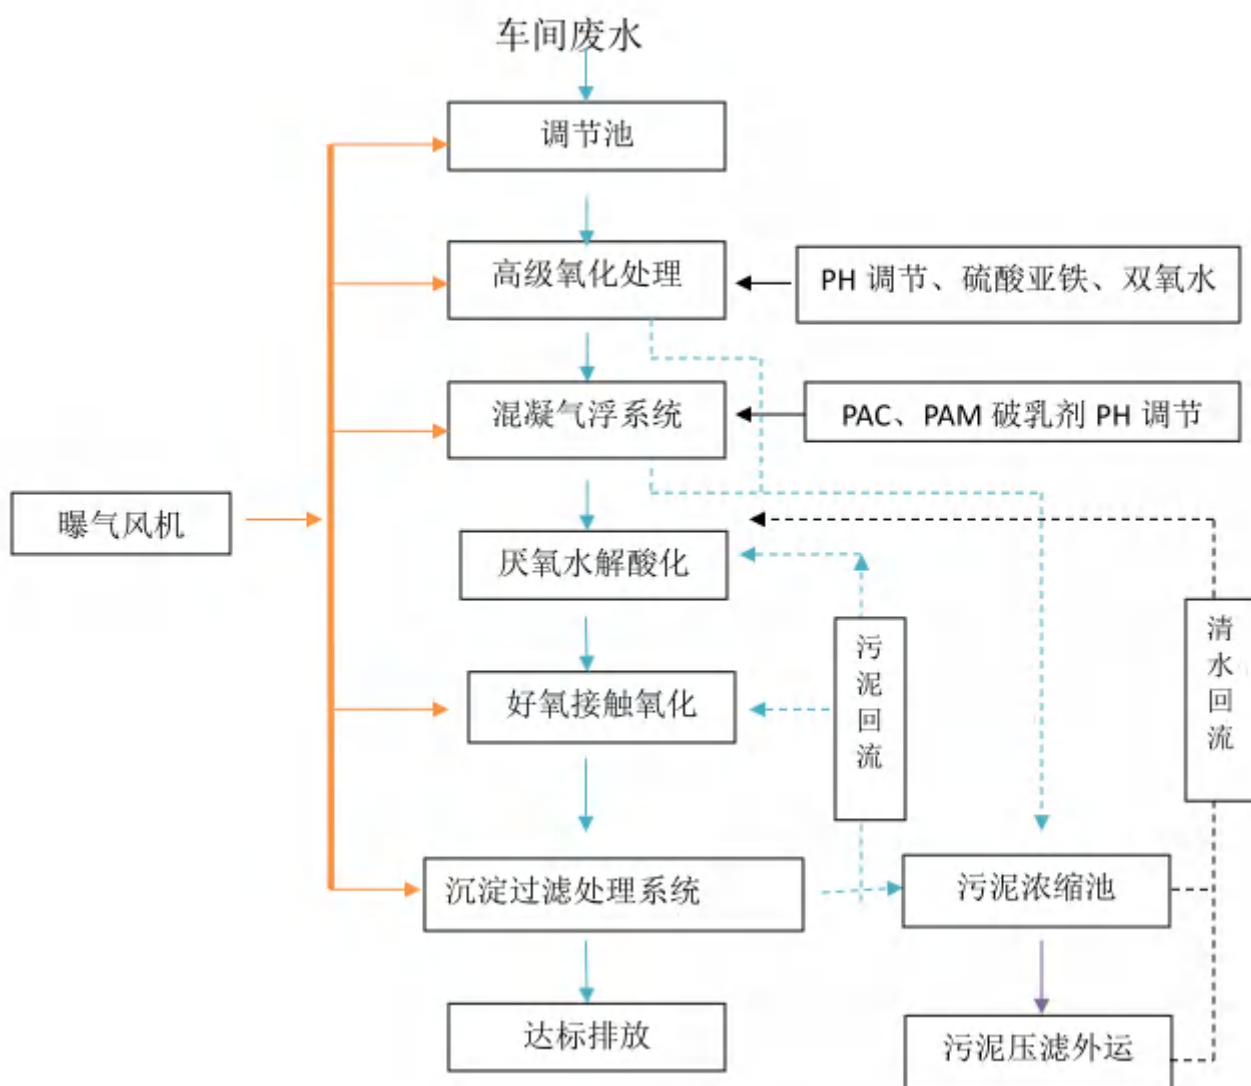 车间废水
调节池
高级氧化处理
PH 调节、硫酸亚铁、双氧水
混凝气浮系统
PAC、PAM 破乳剂 PH 调节
曝气风机
厌氧水解酸化
污泥回流
清水回流
好氧接触氧化
沉淀过滤处理系统
污泥浓缩池
达标排放
污泥压滤外运